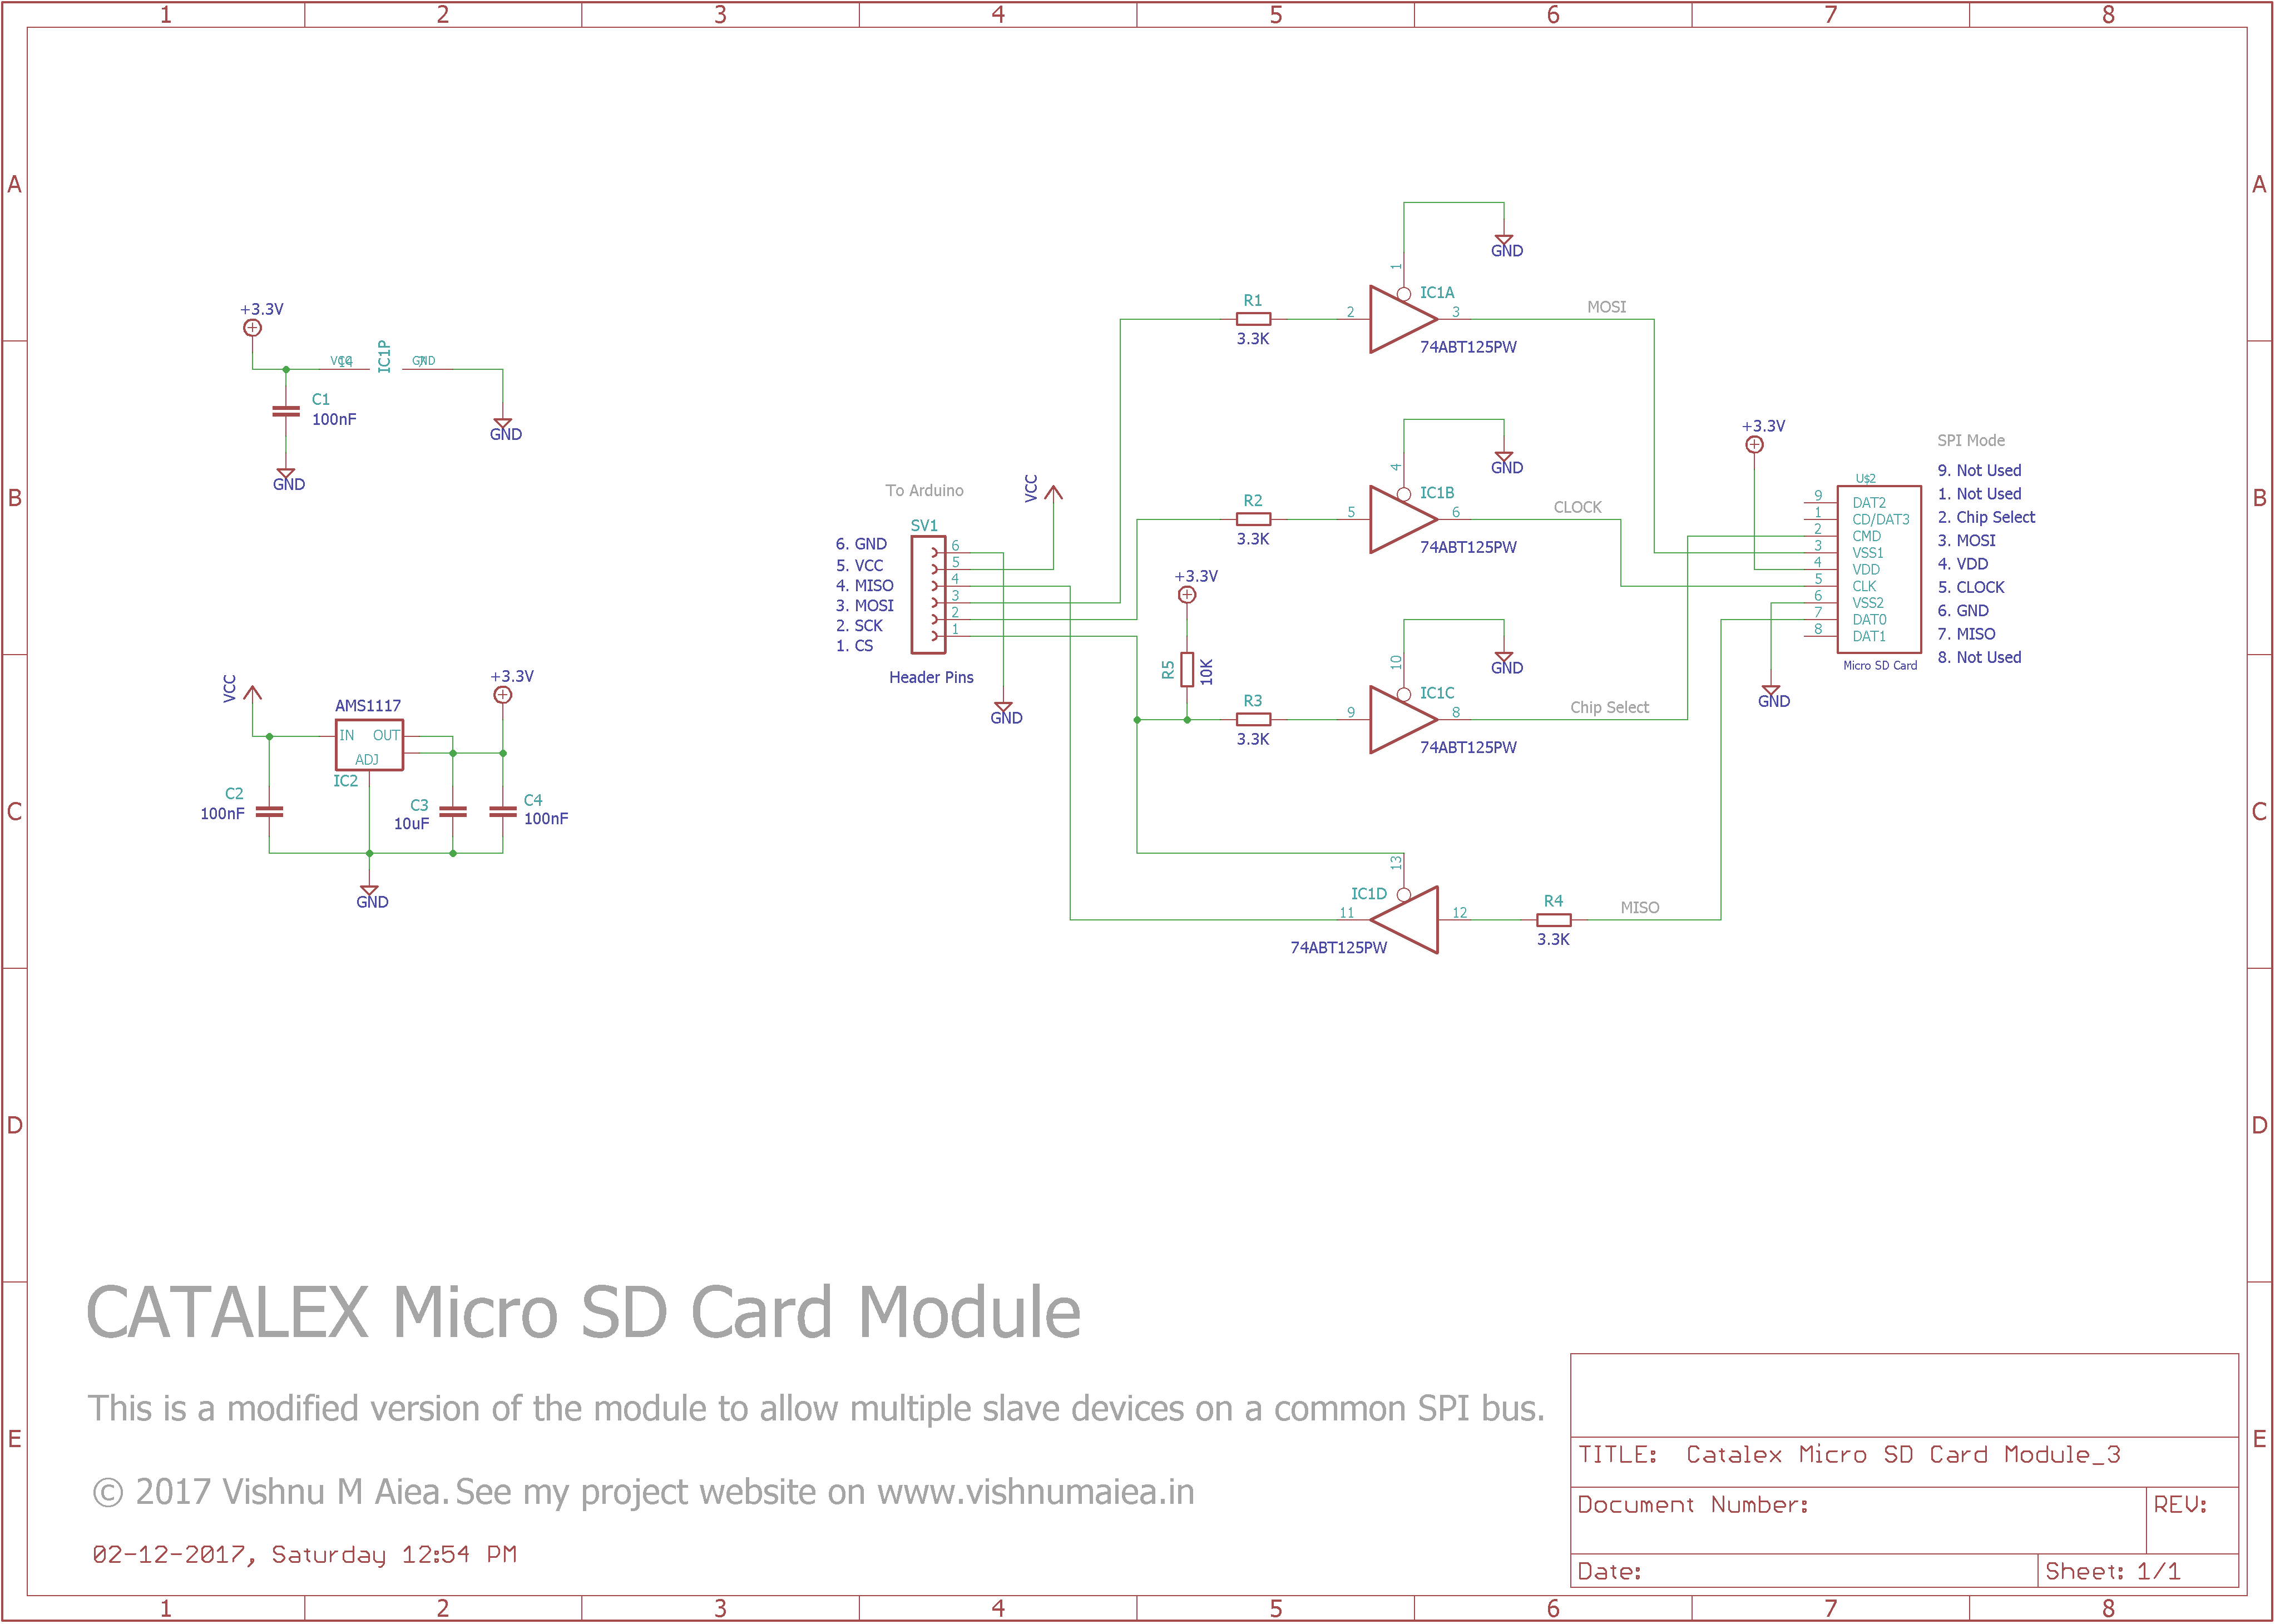 1 2 3 4 5 6 7 8
A A
B B
C C
D D
E E
+3.3V
VCC
14
IC1P
GND
7
C1
100nF
GND
GND
VCC
AMS1117
+3.3V
IN OUT
ADJ
IC2
C2
100nF
C3
10uF
C4
100nF
GND
To Arduino
SV1
6. GND
5. VCC
4. MISO
3. MOSI
2. SCK
1. CS
6
5
4
3
2
1
Header Pins
VCC
GND
R1
3.3K
2
1
IC1A
3
74ABT125PW
GND
MOSI
R2
3.3K
5
4
IC1B
6
74ABT125PW
GND
CLOCK
+3.3V
R5
10K
R3
3.3K
9
10
IC1C
8
74ABT125PW
GND
Chip Select
13
IC1D
11
12
74ABT125PW
R4
3.3K
MISO
+3.3V
GND
U$2
9 DAT2
1 CD/DAT3
2 CMD
3 VSS1
4 VDD
5 CLK
6 VSS2
7 DAT0
8 DAT1
Micro SD Card
SPI Mode
9. Not Used
1. Not Used
2. Chip Select
3. MOSI
4. VDD
5. CLOCK
6. GND
7. MISO
8. Not Used
CATALEX Micro SD Card Module
This is a modified version of the module to allow multiple slave devices on a common SPI bus.
© 2017 Vishnu M Aiea. See my project website on www.vishnumaiea.in
02-12-2017, Saturday 12:54 PM
TITLE: Catalex Micro SD Card Module_3
Document Number:
REV:
Date:
Sheet: 1/1
1 2 3 4 5 6 7 8